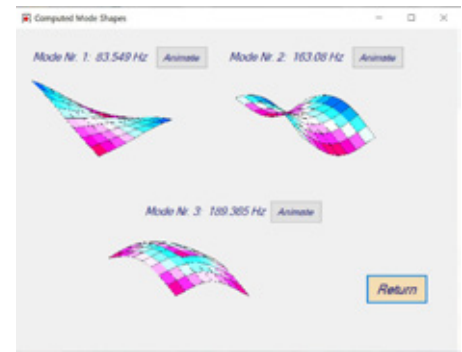 Computed Mode Shapes
Mode Nr. 1: 83.549 Hz Animate
Mode Nr. 2: 163.08 Hz Animate
Mode Nr. 3: 189.365 Hz Animate
Return